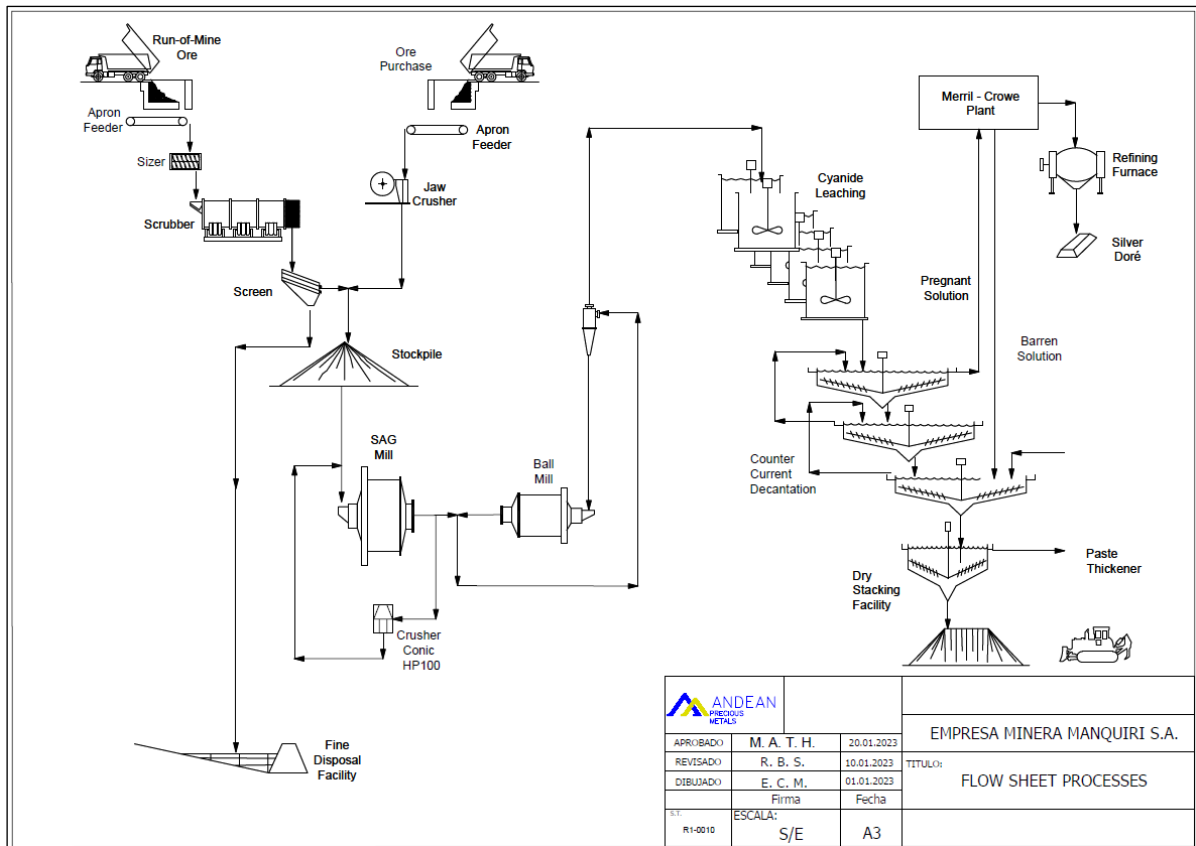 Run-of-Mine
Ore
Ore
Purchase
Apron
Feeder
Apron
Feeder
Sizer
Jaw
Crusher
Scrubber
Screen
Stockpile
SAG
Mill
Ball
Mill
Crusher
Conic
HP100
Fine
Disposal
Facility
Cyanide
Leaching
Merril - Crowe
Plant
Refining
Furnace
Silver
Doré
Pregnant
Solution
Barren
Solution
Counter
Current
Decantation
Paste
Thickener
Dry
Stacking
Facility
ANDEAN
PRECIOUS
METALS
EMPRESA MINERA MANQUIRI S.A.
APROBADO M. A. T. H. 20.01.2023
REVISADO R. B. S. 10.01.2023
DIBUJADO E. C. M. 01.01.2023
Firma Fecha
TITULO:
FLOW SHEET PROCESSES
S.T.
R1-0010
ESCALA:
S/E
A3